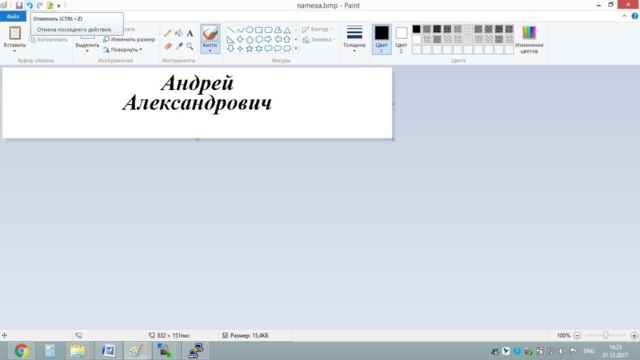 nameaa.bmp - Paint
Файл
Отменить (CTRL+Z)
Отмена последнего действия.
Вставить
Выделить
Изменить размер
Повернуть
Кисти
Контур
Заливка
Толщина
Цвет 1
Цвет 2
Изменение цветов
Буфер обмена
Изображение
Инструменты
Фигуры
Цвета
Андрей
Александрович
832 × 151пкс
Размер: 15,4КБ
100%
ENG
14:23
31.12.2017